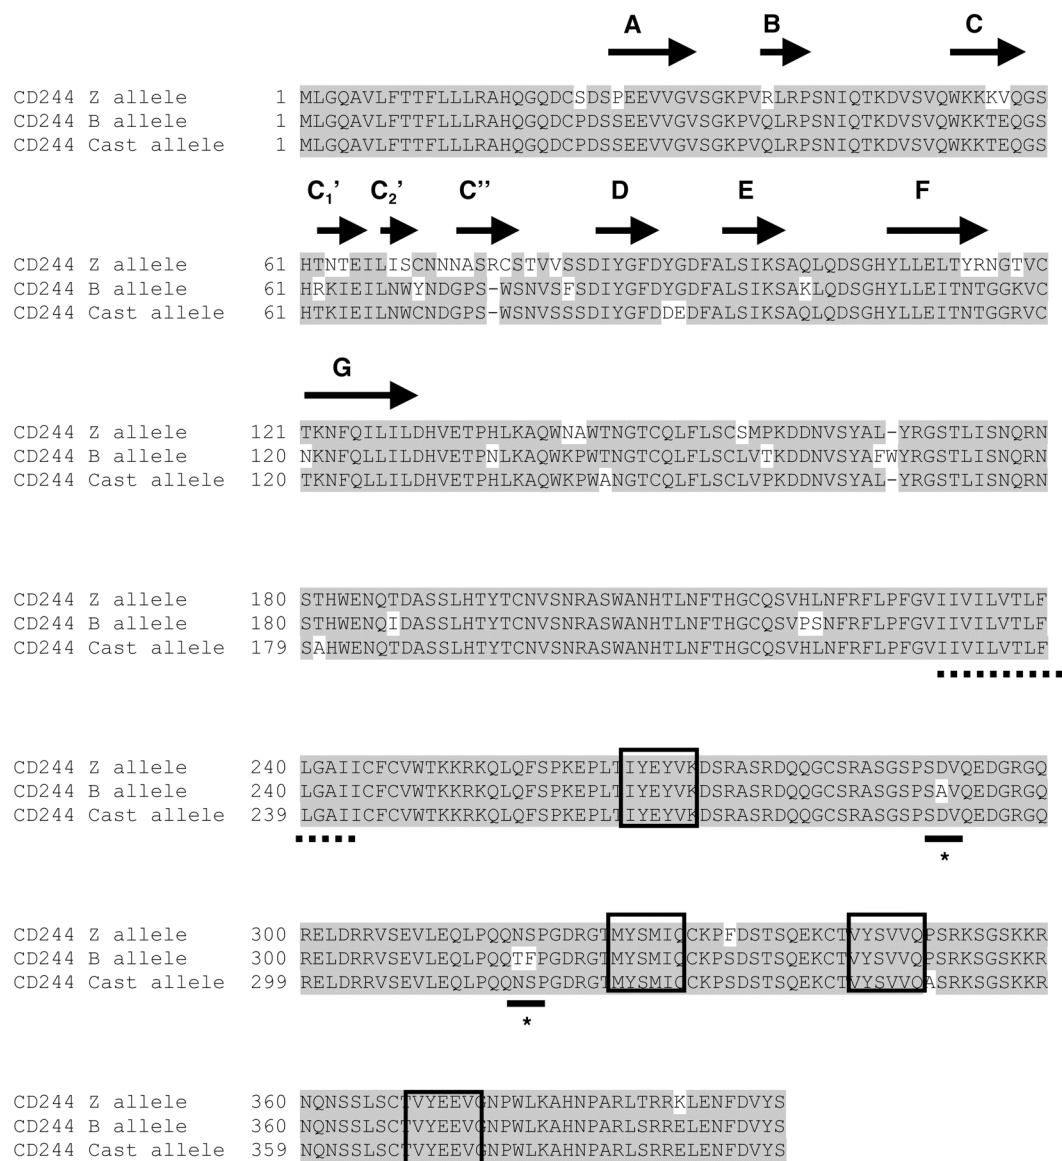 A B C
CD244 Z allele 1 MLGQAVLFTTFLLLRAHQGQDCSDSPEEVVGVSGKPVRLRPSNIQTKDVSVQWKKKVQGS
CD244 B allele 1 MLGQAVLFTTFLLLRAHQGQDCPDSSEEVVGVSGKPVQLRPSNIQTKDVSVQWKKTEQGS
CD244 Cast allele 1 MLGQAVLFTTFLLLRAHQGQDCPDSSEEVVGVSGKPVQLRPSNIQTKDVSVQWKKTEQGS
C₁’ C₂’ C’’ D E F
CD244 Z allele 61 HTNTEILISCNNNASRCSTVVSSDIYGFDYGDFALSIKSAQLQDSGHYLLELTYRNGTVC
CD244 B allele 61 HRKIEILNWYNDGPS-WSNVSFSDIYGFDYGDFALSIKSAKLQDSGHYLLEITNTGGKVC
CD244 Cast allele 61 HTKIEILNWCNDGPS-WSNVSSSDIYGFDDEDFALSIKSAQLQDSGHYLLEITNTGGRVC
G
CD244 Z allele 121 TKNFQILILDHVETPHLKAQWNAWTNGTCQLFLSCSMPKDDNVSYAL-YRGSTLISNQRN
CD244 B allele 120 NKNFQLLILDHVETPNLKAQWKPWTNGTCQLFLSCLVTKDDNVSYAFWYRGSTLISNQRN
CD244 Cast allele 120 TKNFQLLILDHVETPHLKAQWKPWANGTCQLFLSCLVPKDDNVSYAL-YRGSTLISNQRN
CD244 Z allele 180 STHWENQTDASSLHTYTCNVSNRASWANHTLNFTHGCQSVHLNFRFLPFGVIIVILVTLF
CD244 B allele 180 STHWENQIDASSLHTYTCNVSNRASWANHTLNFTHGCQSVPSNFRFLPFGVIIVILVTLF
CD244 Cast allele 179 SAHWENQTDASSLHTYTCNVSNRASWANHTLNFTHGCQSVHLNFRFLPFGVIIVILVTLF
CD244 Z allele 240 LGAIICFCVWTKKRKQLQFSPKEPLTIYEYVKDSRASRDQQGCSRASGSPSDVQEDGRGQ
CD244 B allele 240 LGAIICFCVWTKKRKQLQFSPKEPLTIYEYVKDSRASRDQQGCSRASGSPSAVQEDGRGQ
CD244 Cast allele 239 LGAIICFCVWTKKRKQLQFSPKEPLTIYEYVKDSRASRDQQGCSRASGSPSDVQEDGRGQ
*
CD244 Z allele 300 RELDRRVSEVLEQLPQQNSPGDRGTMYSMIQCKPFDSTSQEKCTVYSVVQPSRKSGSKKR
CD244 B allele 300 RELDRRVSEVLEQLPQQTFPGDRGTMYSMIQCKPSDSTSQEKCTVYSVVQPSRKSGSKKR
CD244 Cast allele 299 RELDRRVSEVLEQLPQQNSPGDRGTMYSMIQCKPSDSTSQEKCTVYSVVQASRKSGSKKR
*
CD244 Z allele 360 NQNSSLSCTVYEEVGNPWLKAHNPARLTRRKLENFDVYS
CD244 B allele 360 NQNSSLSCTVYEEVGNPWLKAHNPARLSRRELENFDVYS
CD244 Cast allele 359 NQNSSLSCTVYEEVGNPWLKAHNPARLSRRELENFDVYS